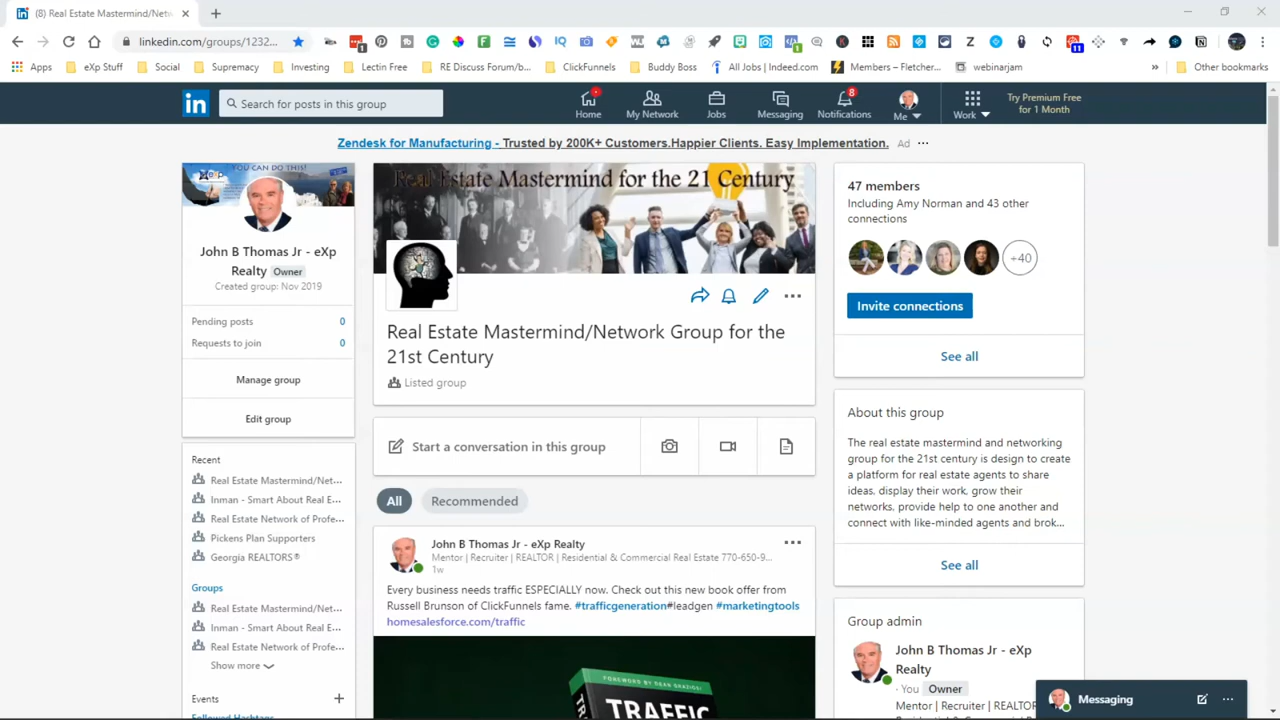 (8) Real Estate Mastermind/Netw
linkedin.com/groups/1232...
Apps
eXp Stuff
Social
Supremacy
Investing
Lectin Free
RE Discuss Forum/b...
ClickFunnels
Buddy Boss
All Jobs | Indeed.com
Members – Fletcher...
webinarjam
»
Other bookmarks
in
Search for posts in this group
Home
My Network
Jobs
Messaging
8
Notifications
Me
Work
Try Premium Free
for 1 Month
Zendesk for Manufacturing - Trusted by 200K+ Customers.Happier Clients. Easy Implementation.
Ad
YOU CAN DO THIS!
John B Thomas Jr - eXp
Realty Owner
Created group: Nov 2019
Pending posts 0
Requests to join 0
Manage group
Edit group
Recent
Real Estate Mastermind/Net...
Inman - Smart About Real E...
Real Estate Network of Profe...
Pickens Plan Supporters
Georgia REALTORS®
Groups
Real Estate Mastermind/Net...
Inman - Smart About Real E...
Real Estate Network of Profe...
Show more
Events +
Followed Hashtags
Real Estate Mastermind for the 21 Century
Real Estate Mastermind/Network Group for the
21st Century
Listed group
Start a conversation in this group
All
Recommended
John B Thomas Jr - eXp Realty
Mentor | Recruiter | REALTOR | Residential & Commercial Real Estate 770-650-9...
1w
Every business needs traffic ESPECIALLY now. Check out this new book offer from
Russell Brunson of ClickFunnels fame. #trafficgeneration#leadgen #marketingtools
homesalesforce.com/traffic
FOREWORD BY DEAN GRAZIOSI
TRAFFIC
47 members
Including Amy Norman and 43 other
connections
+40
Invite connections
See all
About this group
The real estate mastermind and networking
group for the 21st century is design to create
a platform for real estate agents to share
ideas, display their work, grow their
networks, provide help to one another and
connect with like-minded agents and brok...
See all
Group admin
John B Thomas Jr - eXp
Realty
· You Owner
Mentor | Recruiter | REALTOR
Messaging